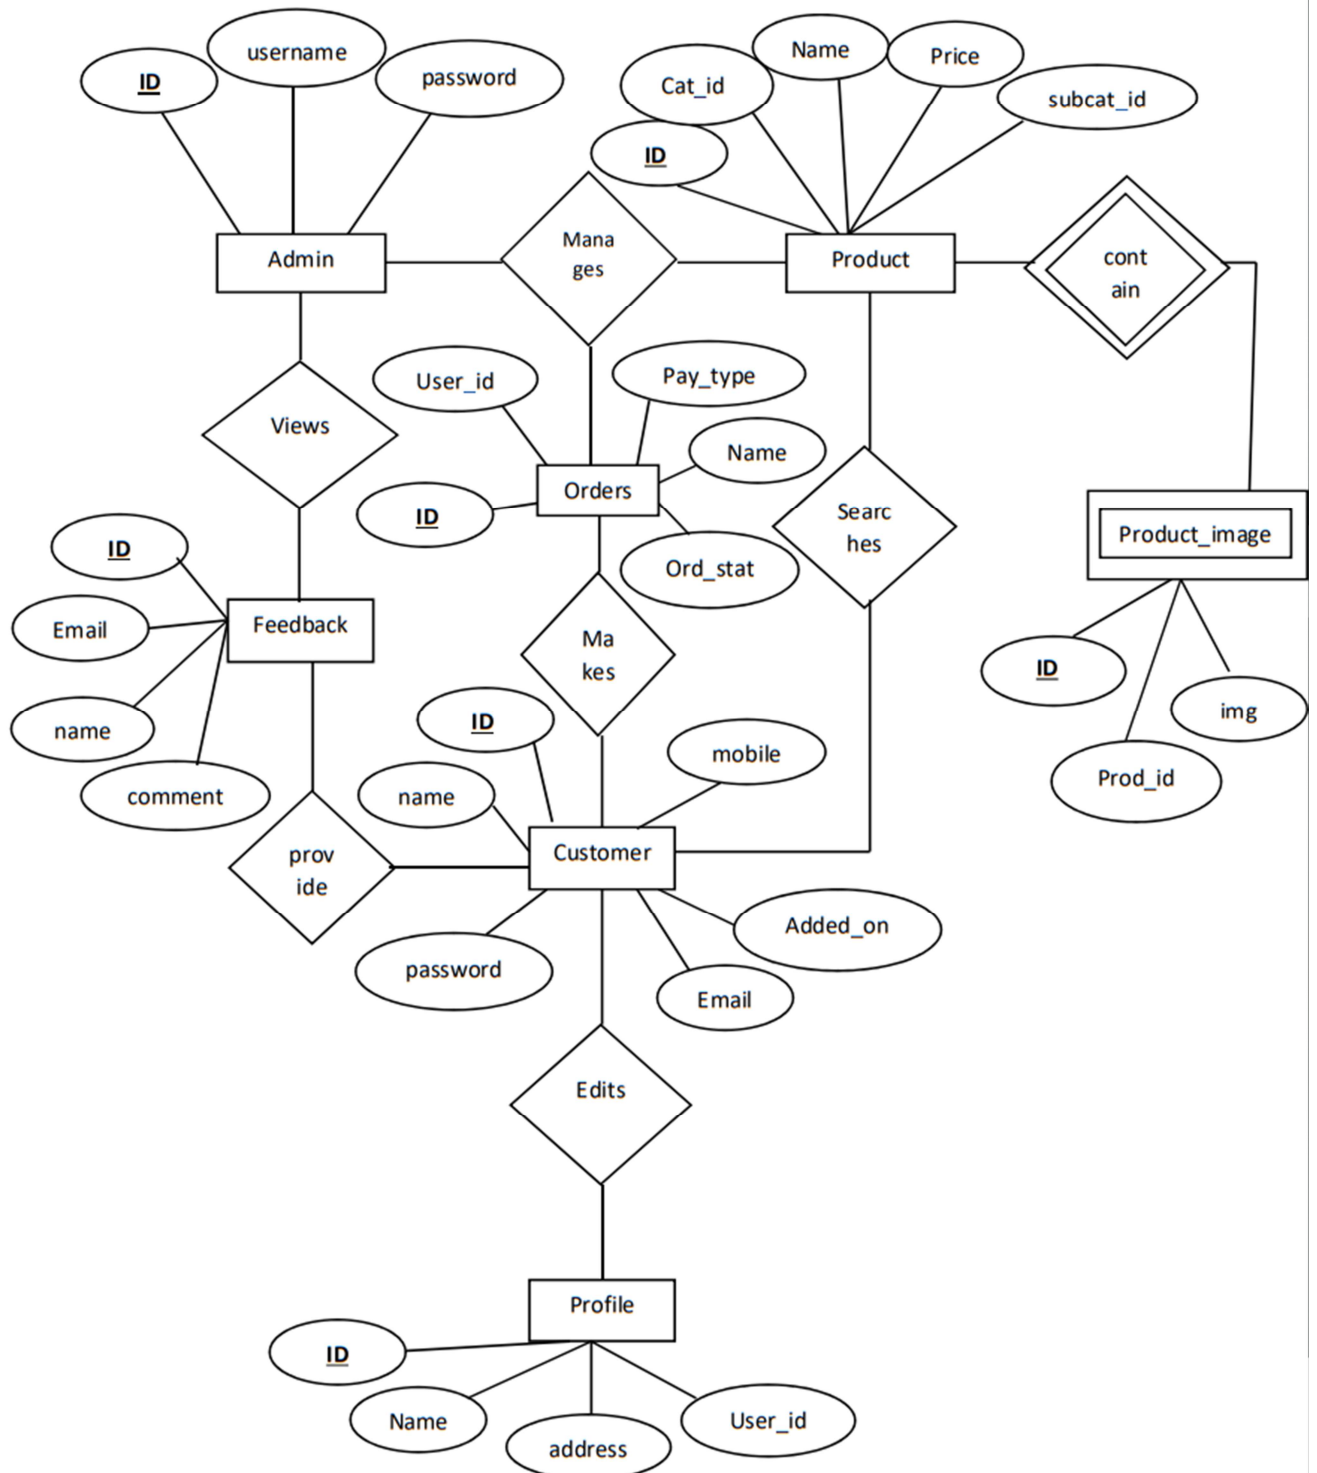 username
ID
password
Name
Price
Cat_id
subcat_id
ID
Admin
Mana
ges
Product
cont
ain
User_id
Pay_type
Views
Name
Orders
ID
Searc
hes
Ord_stat
Product_image
ID
Feedback
Email
name
comment
Ma
kes
ID
img
Prod_id
ID
mobile
name
Customer
prov
ide
password
Added_on
Email
Edits
Profile
ID
Name
address
User_id